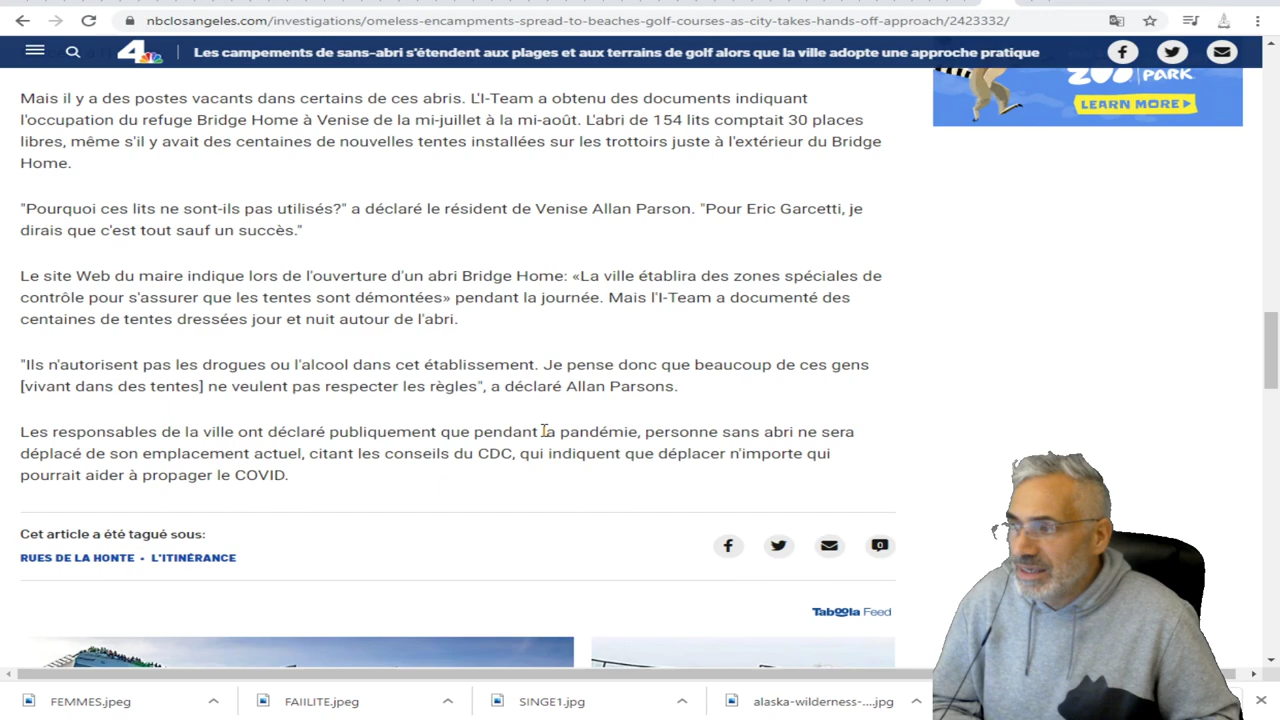 nbclosangeles.com/investigations/omeless-encampments-spread-to-beaches-golf-courses-as-city-takes-hands-off-approach/2423332/
4
Les campements de sans-abri s'étendent aux plages et aux terrains de golf alors que la ville adopte une approche pratique
ZOO PARK
LEARN MORE
Mais il y a des postes vacants dans certains de ces abris. L'I-Team a obtenu des documents indiquant
l'occupation du refuge Bridge Home à Venise de la mi-juillet à la mi-août. L'abri de 154 lits comptait 30 places
libres, même s'il y avait des centaines de nouvelles tentes installées sur les trottoirs juste à l'extérieur du Bridge
Home.
"Pourquoi ces lits ne sont-ils pas utilisés?" a déclaré le résident de Venise Allan Parson. "Pour Eric Garcetti, je
dirais que c'est tout sauf un succès."
Le site Web du maire indique lors de l'ouverture d'un abri Bridge Home: «La ville établira des zones spéciales de
contrôle pour s'assurer que les tentes sont démontées» pendant la journée. Mais l'I-Team a documenté des
centaines de tentes dressées jour et nuit autour de l'abri.
"Ils n'autorisent pas les drogues ou l'alcool dans cet établissement. Je pense donc que beaucoup de ces gens
[vivant dans des tentes] ne veulent pas respecter les règles", a déclaré Allan Parsons.
Les responsables de la ville ont déclaré publiquement que pendant la pandémie, personne sans abri ne sera
déplacé de son emplacement actuel, citant les conseils du CDC, qui indiquent que déplacer n'importe qui
pourrait aider à propager le COVID.
Cet article a été tagué sous:
RUES DE LA HONTE • L'ITINÉRANCE
0
Taboola Feed
FEMMES.jpeg
FAIILITE.jpeg
SINGE1.jpg
alaska-wilderness-....jpg